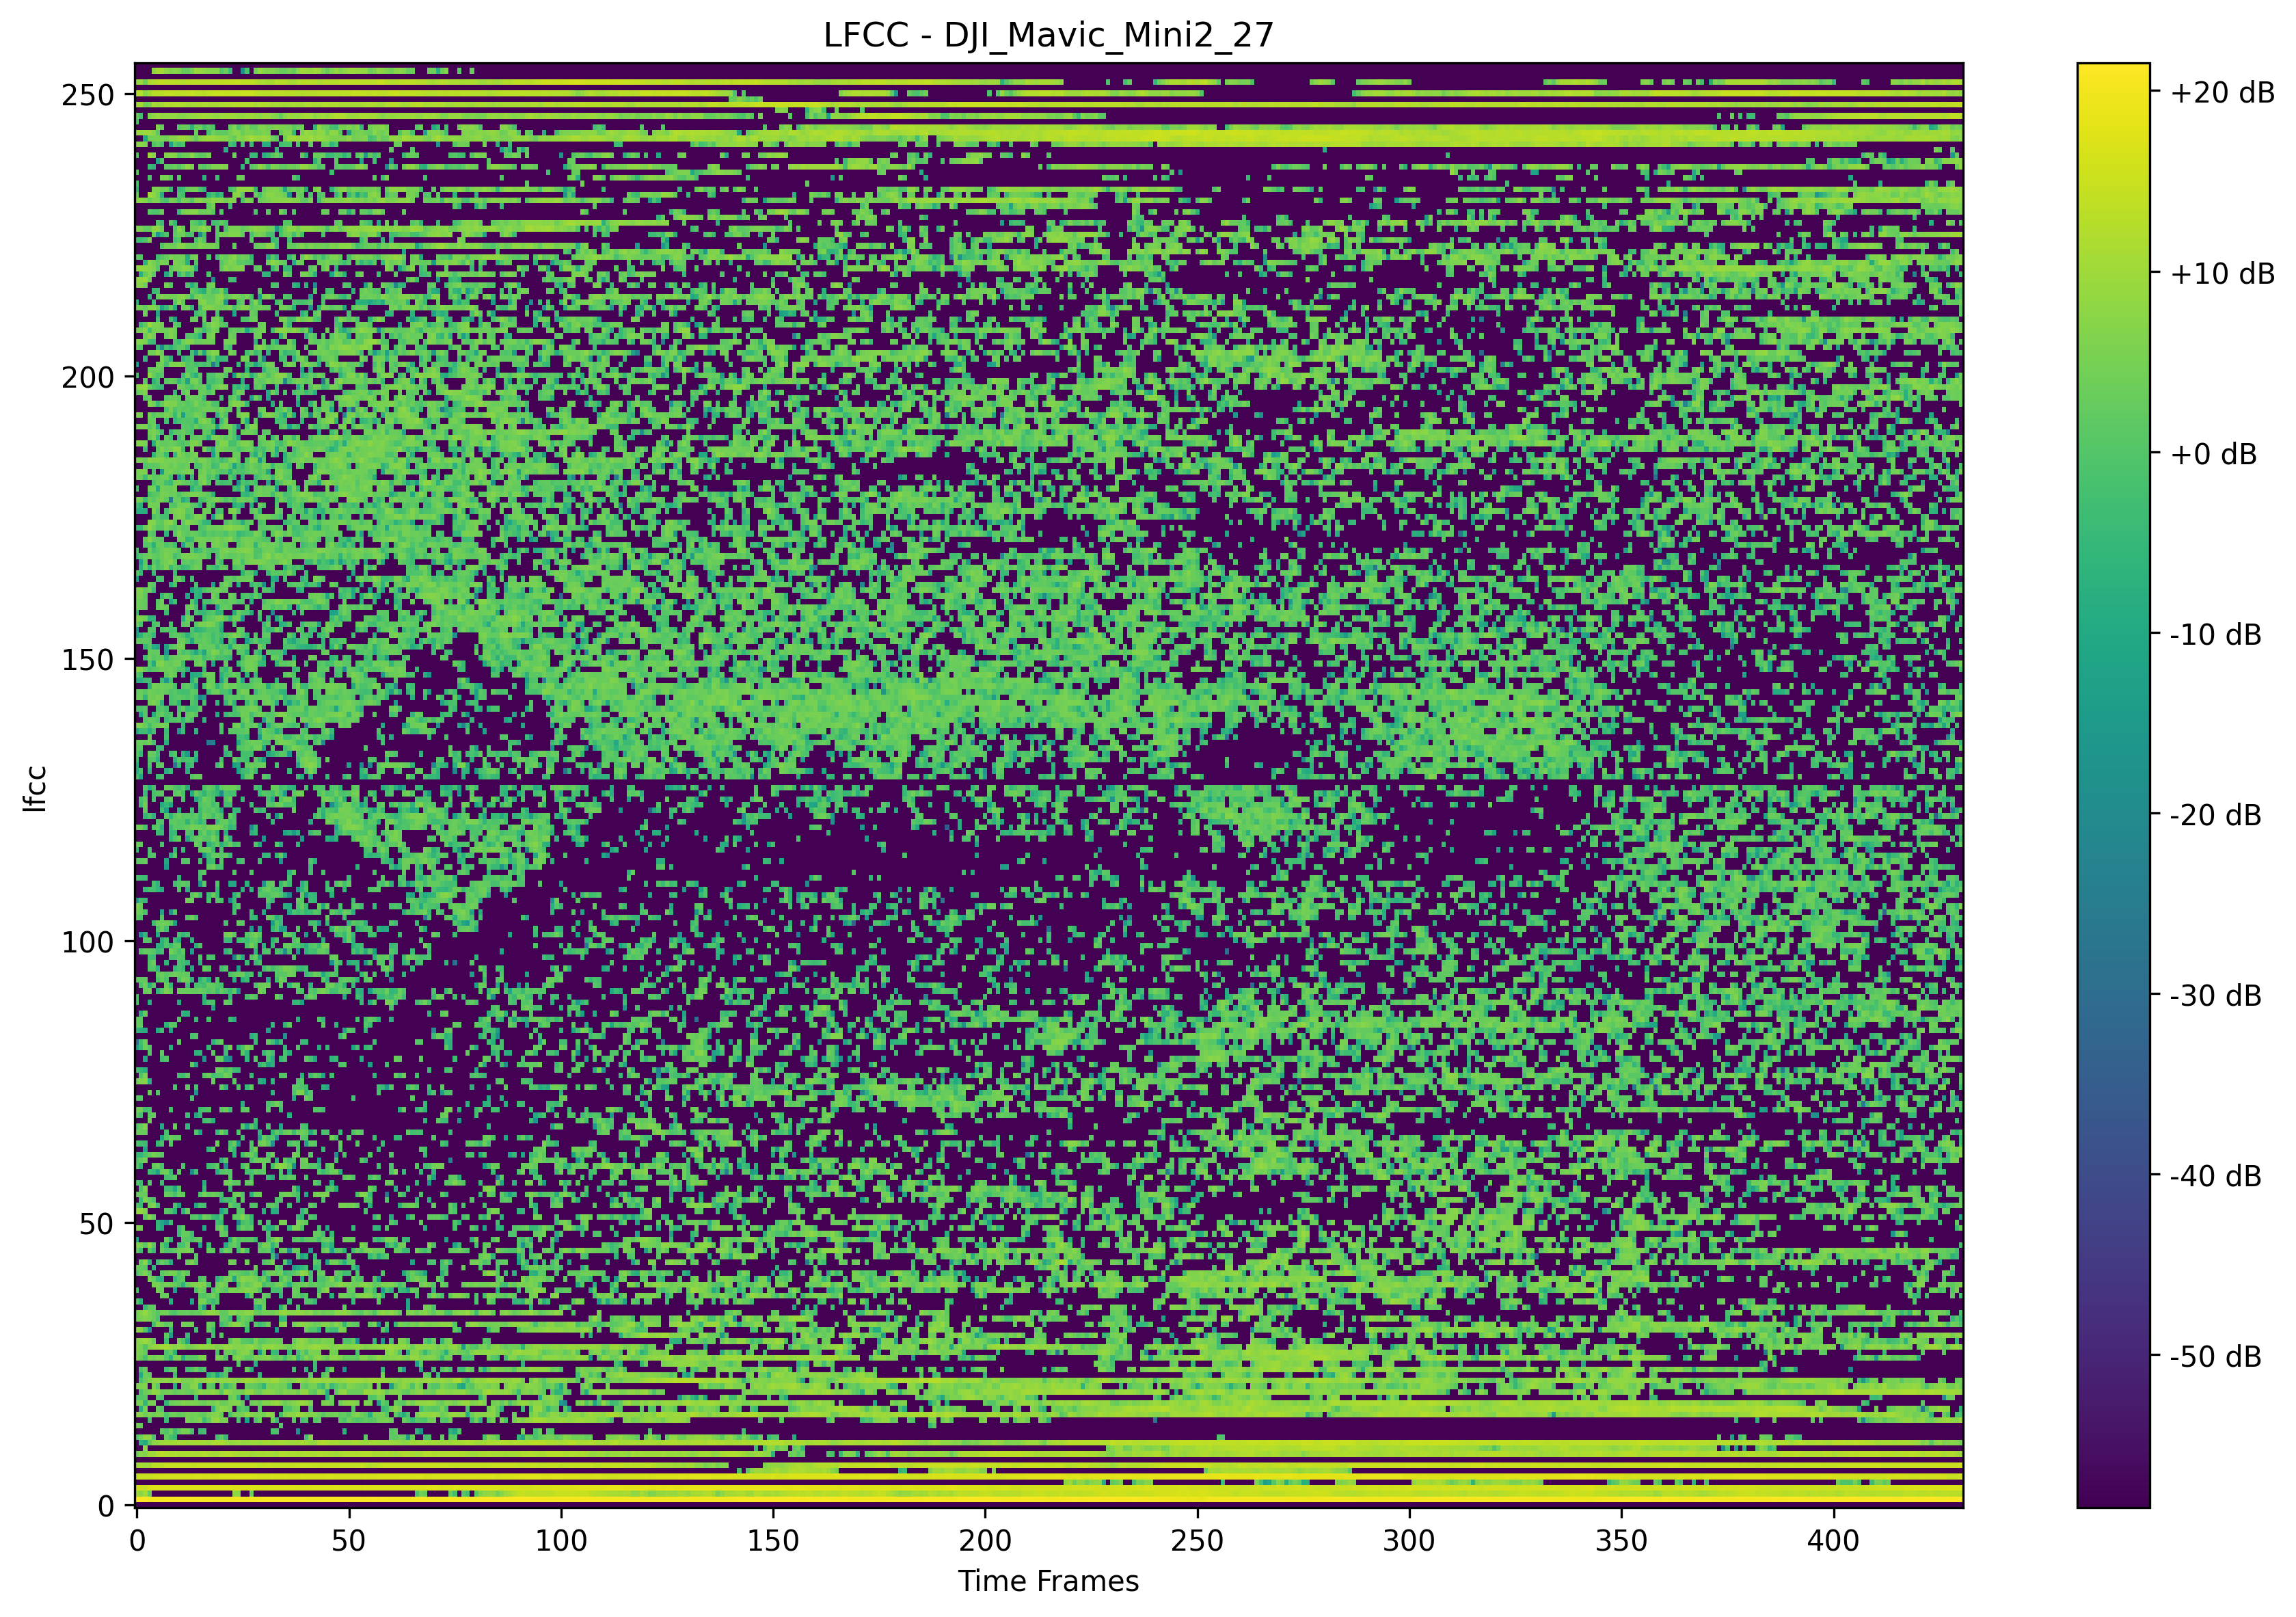 LFCC - DJI_Mavic_Mini2_27
250
200
150
100
50
0
lfcc
0 50 100 150 200 250 300 350 400
Time Frames
+20 dB
+10 dB
+0 dB
-10 dB
-20 dB
-30 dB
-40 dB
-50 dB